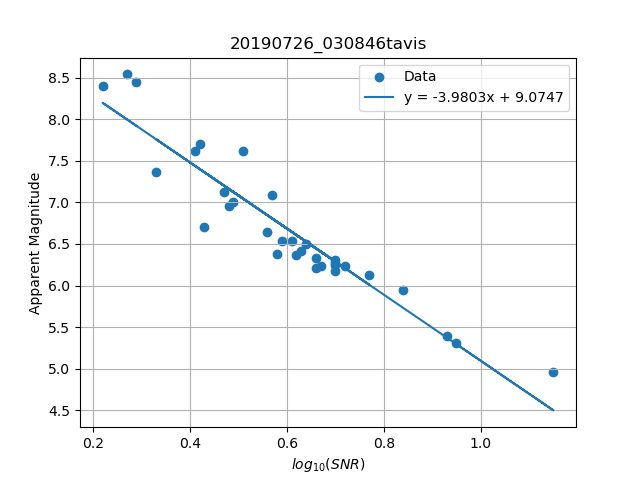 20190726_030846tavis
Data
y = -3.9803x + 9.0747
8.5
8.0
7.5
7.0
6.5
6.0
5.5
5.0
4.5
Apparent Magnitude
0.2 0.4 0.6 0.8 1.0
log₁₀(SNR)